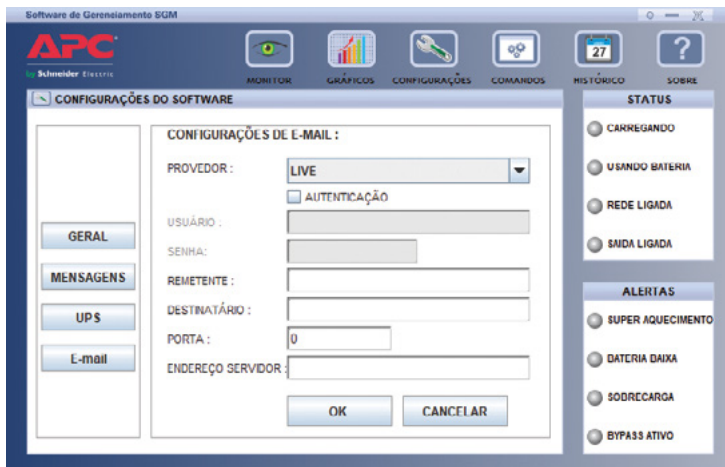 Software de Gerenciamento SGM
APC
by Schneider Electric
MONITOR
GRÁFICOS
CONFIGURAÇÕES
COMANDOS
27
HISTÓRICO
?
SOBRE
CONFIGURAÇÕES DO SOFTWARE
GERAL
MENSAGENS
UPS
E-mail
CONFIGURAÇÕES DE E-MAIL :
PROVEDOR : LIVE
AUTENTICAÇÃO
USUÁRIO :
SENHA:
REMETENTE :
DESTINATÁRIO :
PORTA : 0
ENDEREÇO SERVIDOR :
OK CANCELAR
STATUS
CARREGANDO
USANDO BATERIA
REDE LIGADA
SAIDA LIGADA
ALERTAS
SUPER AQUECIMENTO
BATERIA BAIXA
SOBRECARGA
BYPASS ATIVO